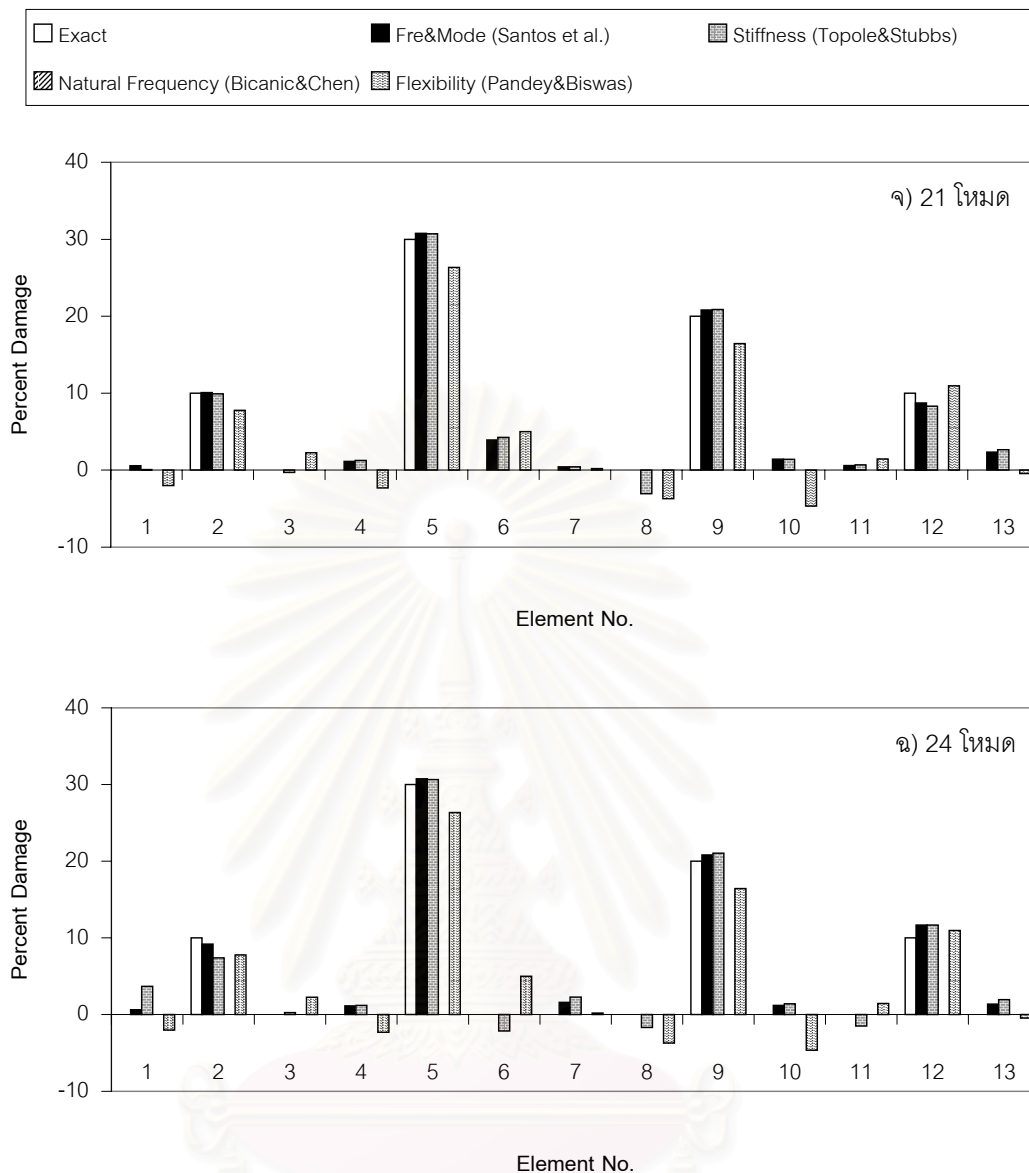 Exact
Fre&Mode (Santos et al.)
Stiffness (Topole&Stubbs)
Natural Frequency (Bicanic&Chen)
Flexibility (Pandey&Biswas)
40
30
20
10
0
-10
Percent Damage
จ) 21 โหมด
1 2 3 4 5 6 7 8 9 10 11 12 13
Element No.
40
30
20
10
0
-10
Percent Damage
ฉ) 24 โหมด
1 2 3 4 5 6 7 8 9 10 11 12 13
Element No.